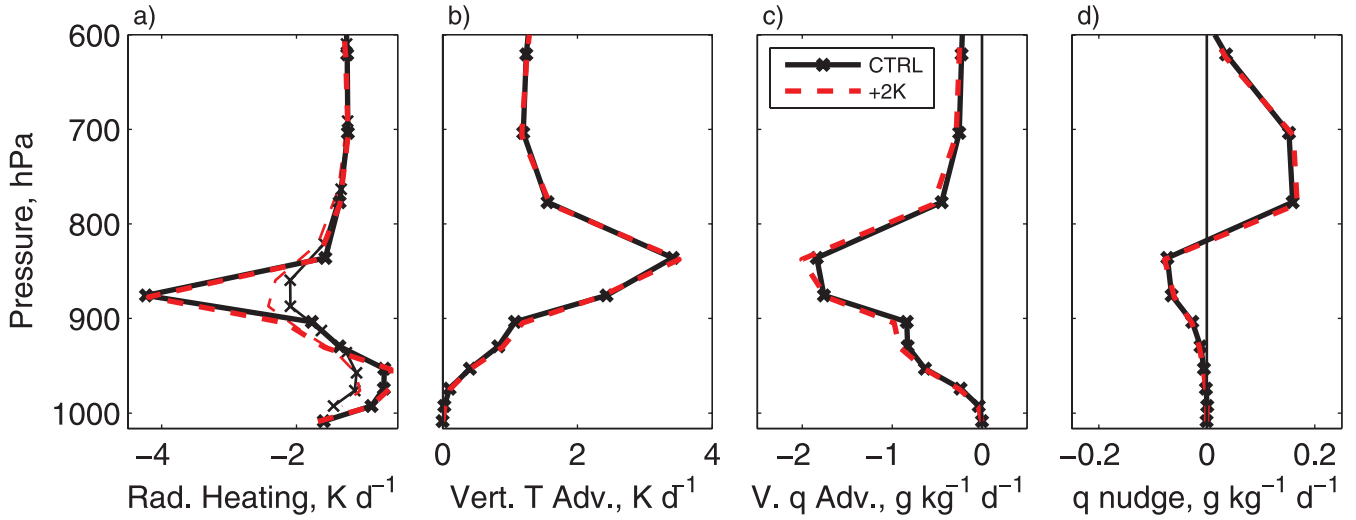 a) b) c) d)
600
700
800
900
1000
Pressure, hPa
CTRL
+2K
−4 −2
0 2 4
−2 −1 0
−0.2 0 0.2
Rad. Heating, K d⁻¹
Vert. T Adv., K d⁻¹
V. q Adv., g kg⁻¹ d⁻¹
q nudge, g kg⁻¹ d⁻¹